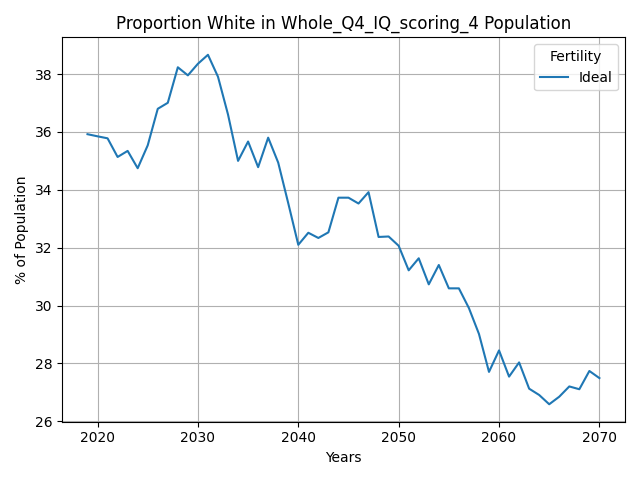 Proportion White in Whole_Q4_IQ_scoring_4 Population
Fertility
Ideal
% of Population
38
36
34
32
30
28
26
2020 2030 2040 2050 2060 2070
Years